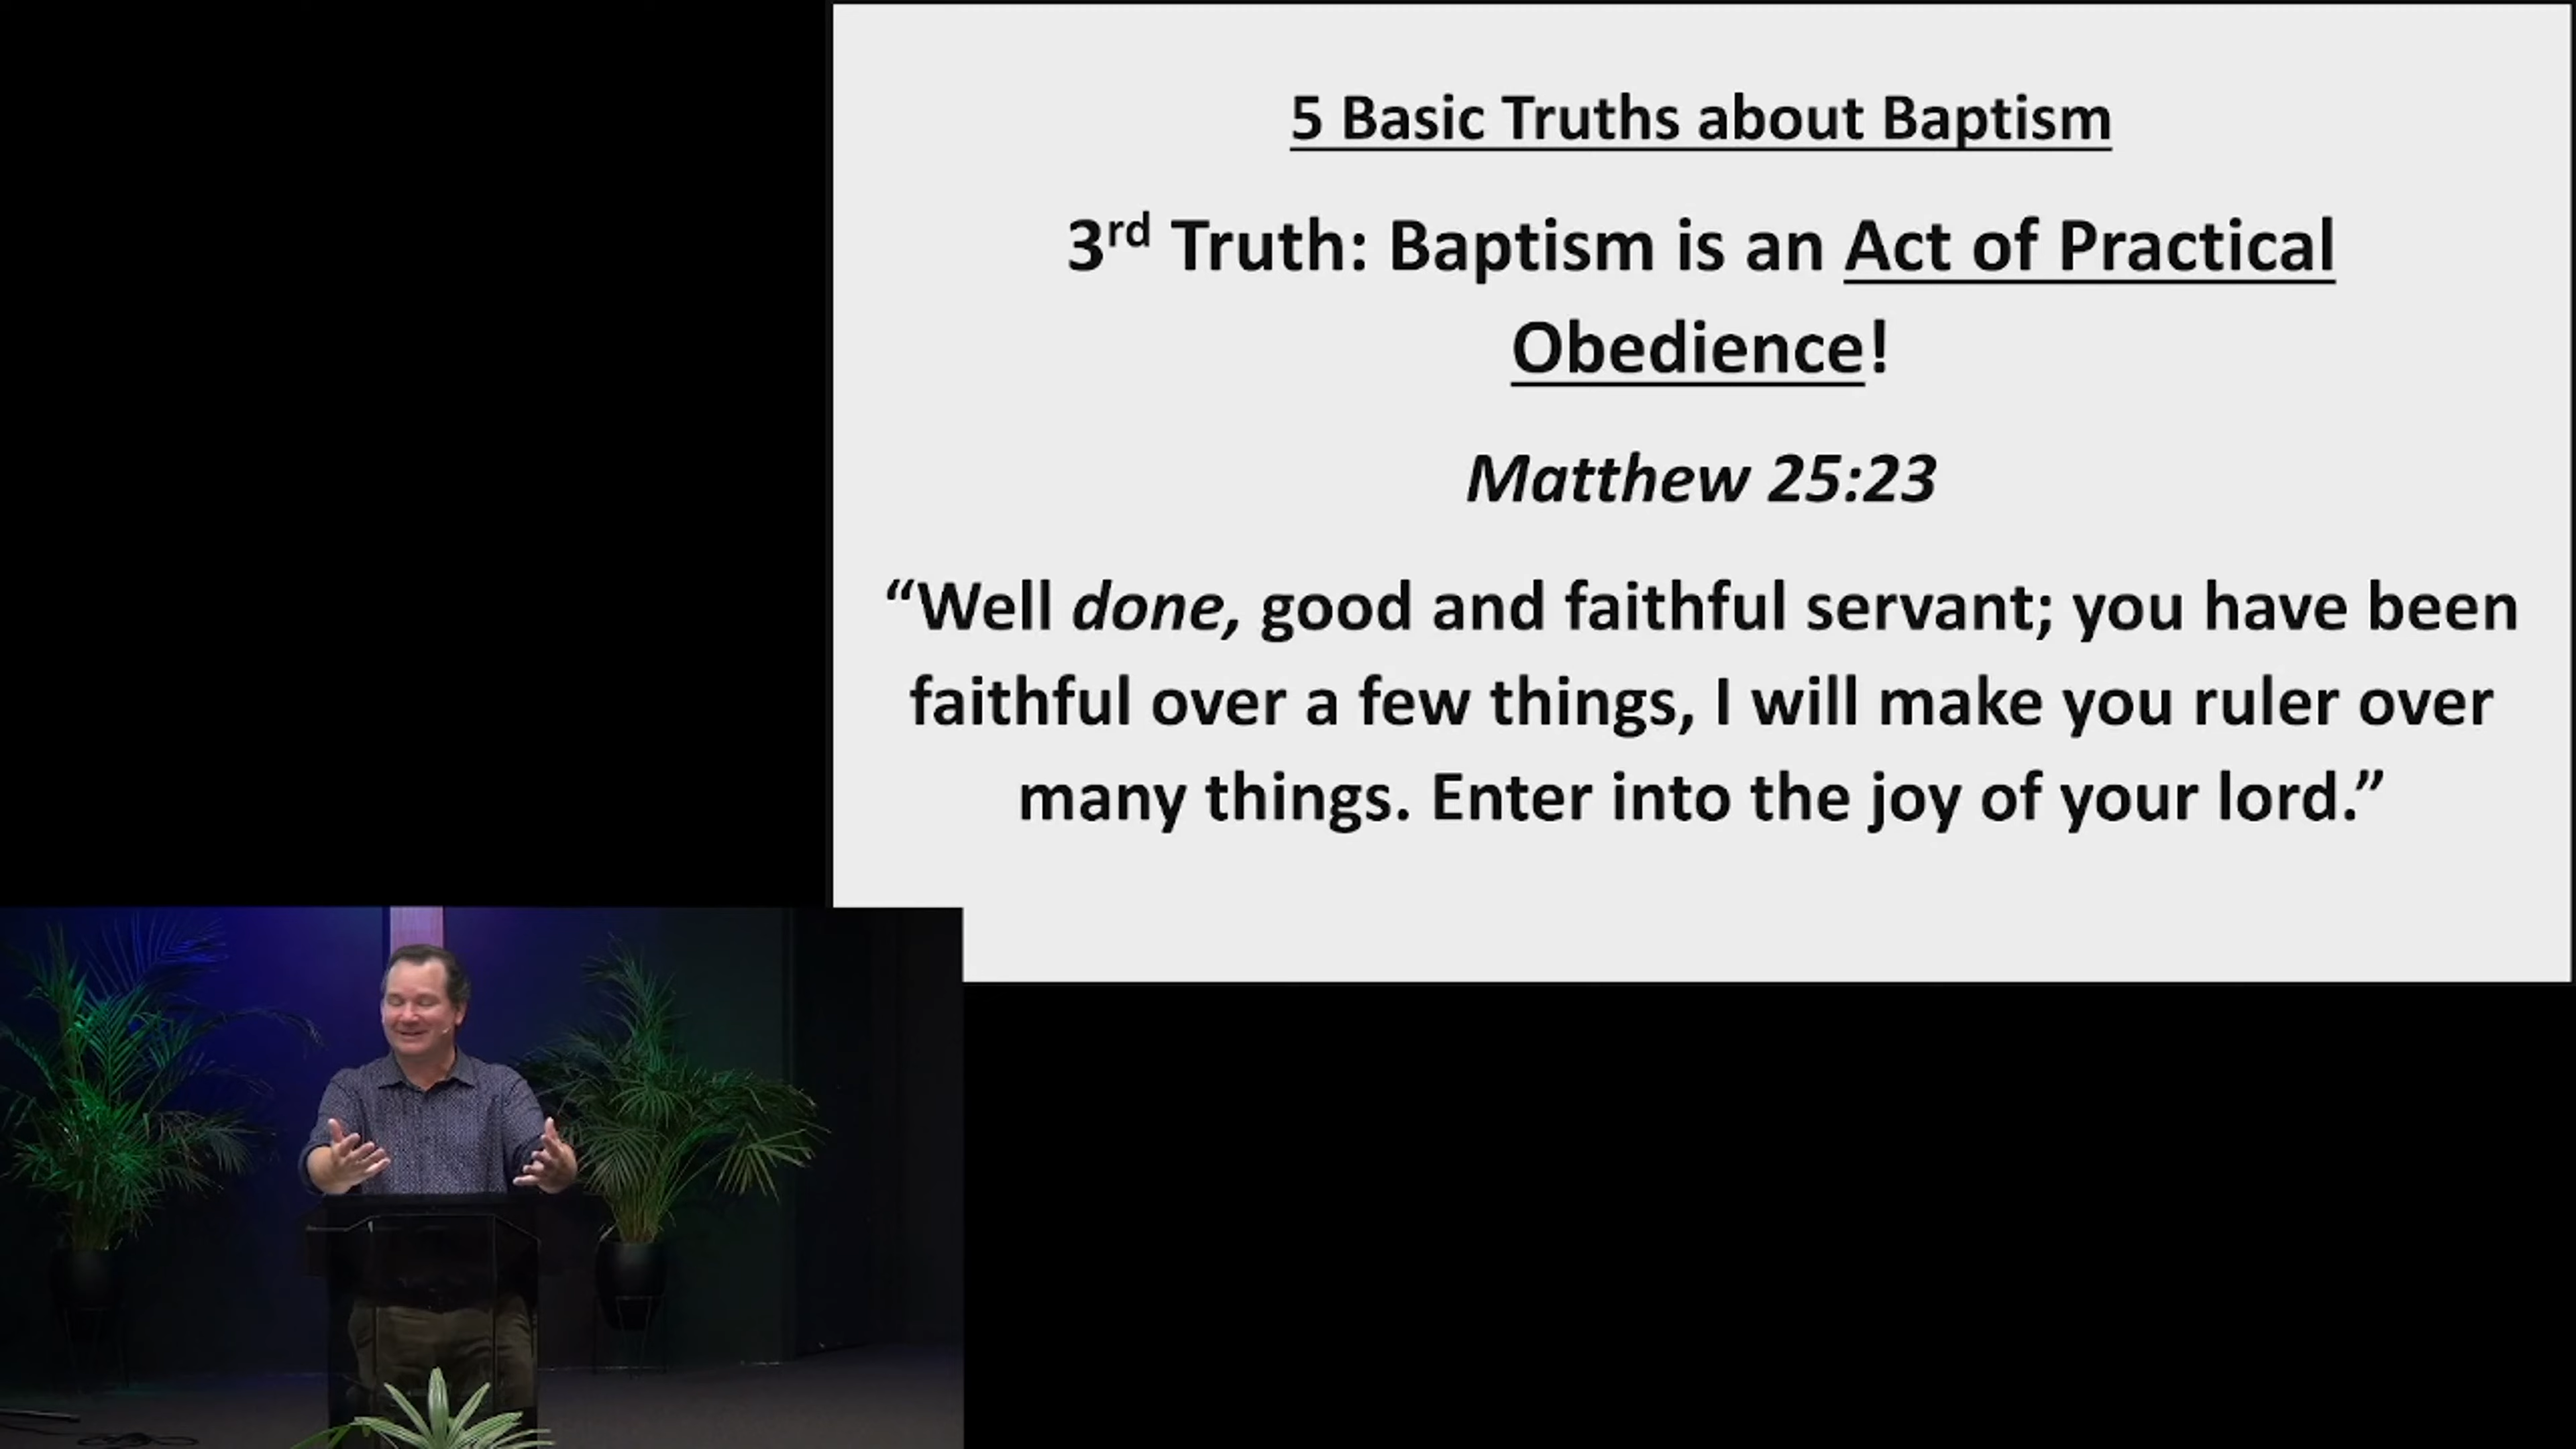 5 Basic Truths about Baptism
3rd Truth: Baptism is an Act of Practical
Obedience!
Matthew 25:23
“Well done, good and faithful servant; you have been
faithful over a few things, I will make you ruler over
many things. Enter into the joy of your lord.”